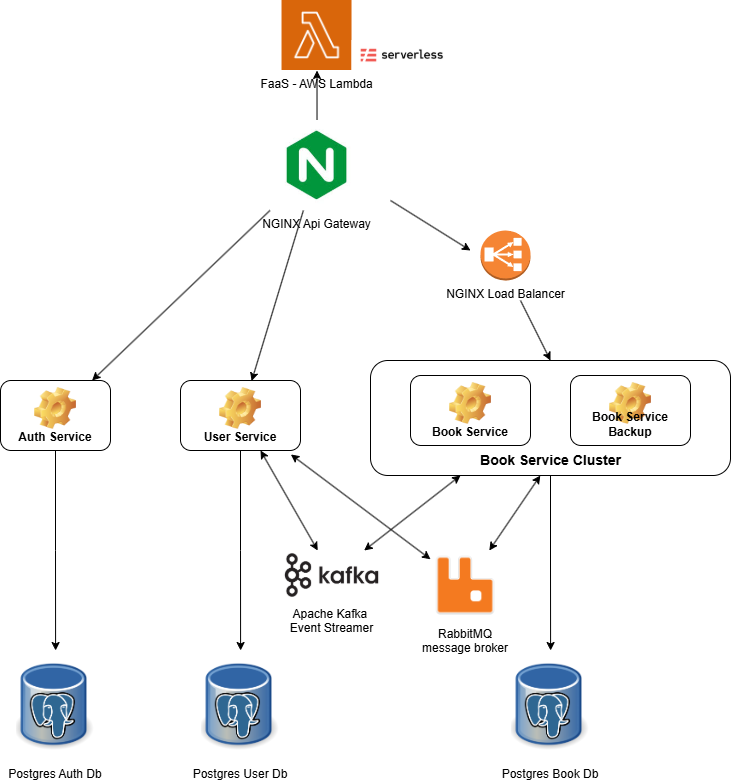 serverless
FaaS - AWS Lambda
N
NGINX Api Gateway
NGINX Load Balancer
Auth Service
User Service
Book Service
Book Service
Backup
Book Service Cluster
kafka
Apache Kafka
Event Streamer
RabbitMQ
message broker
Postgres Auth Db
Postgres User Db
Postgres Book Db